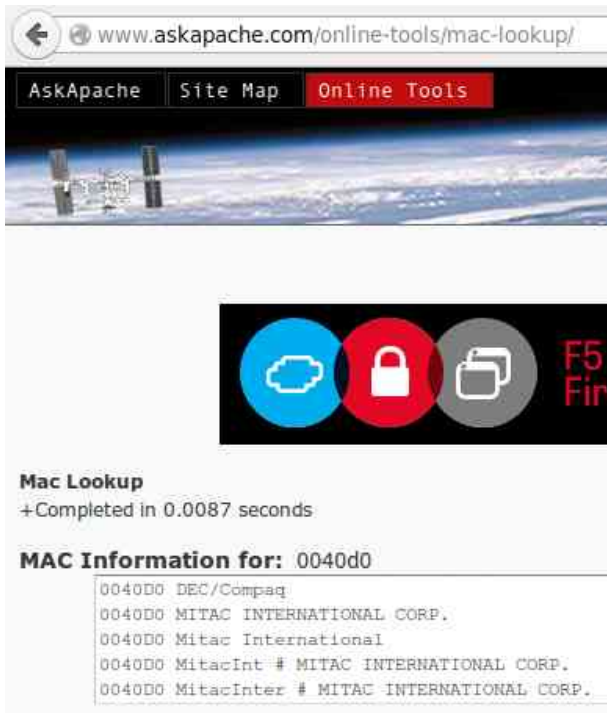 www.askapache.com/online-tools/mac-lookup/
AskApache Site Map Online Tools
F5
Mac Lookup
+Completed in 0.0087 seconds
MAC Information for: 0040d0
0040D0 DEC/Compaq
0040D0 MITAC INTERNATIONAL CORP.
0040D0 Mitac International
0040D0 MitacInt # MITAC INTERNATIONAL CORP.
0040D0 MitacInter # MITAC INTERNATIONAL CORP.